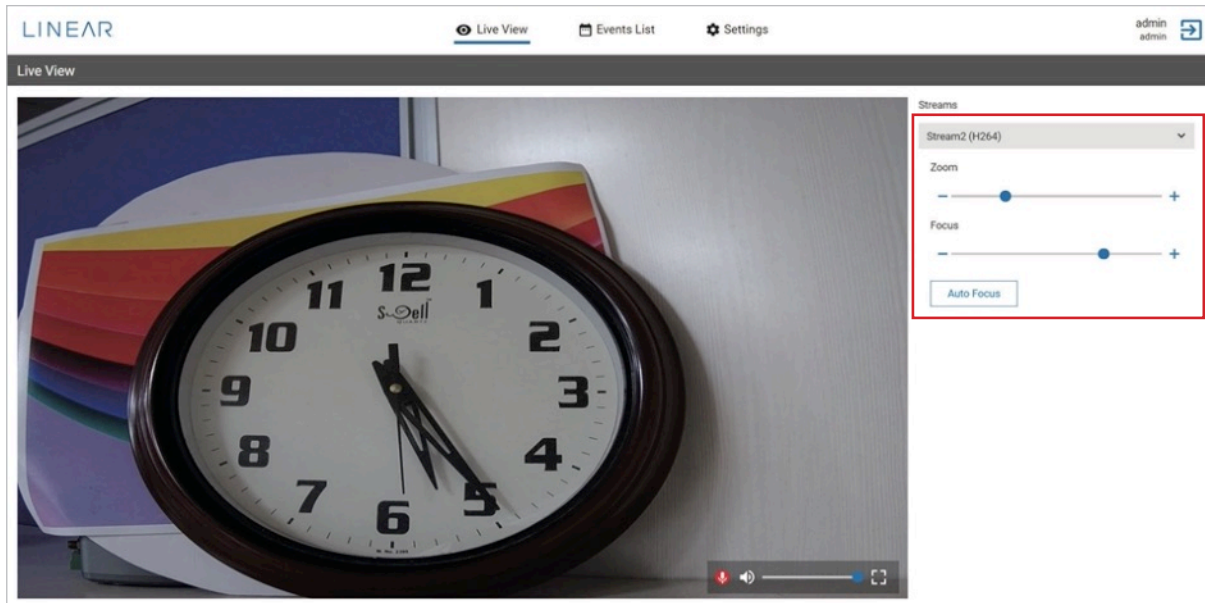 LINEAR
Live View
Events List
Settings
admin
admin
Live View
Streams
Stream2 (H264)
Zoom
Focus
Auto Focus
12
11
1
10
2
9
3
8
4
7
5
6